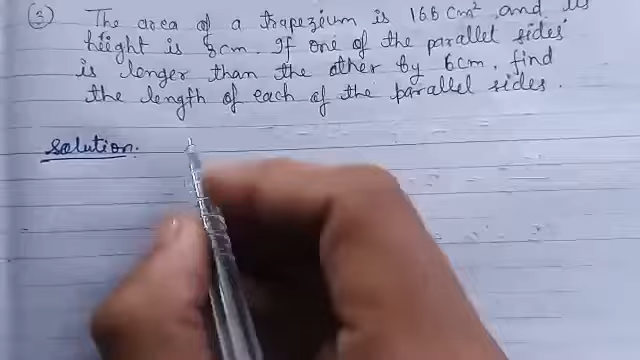 (3) The area of a trapezium is 168 Cm² and its
height is 8cm. If one of the parallel sides
is longer than the other by 6cm, find
the length of each of the parallel sides.
Solution.